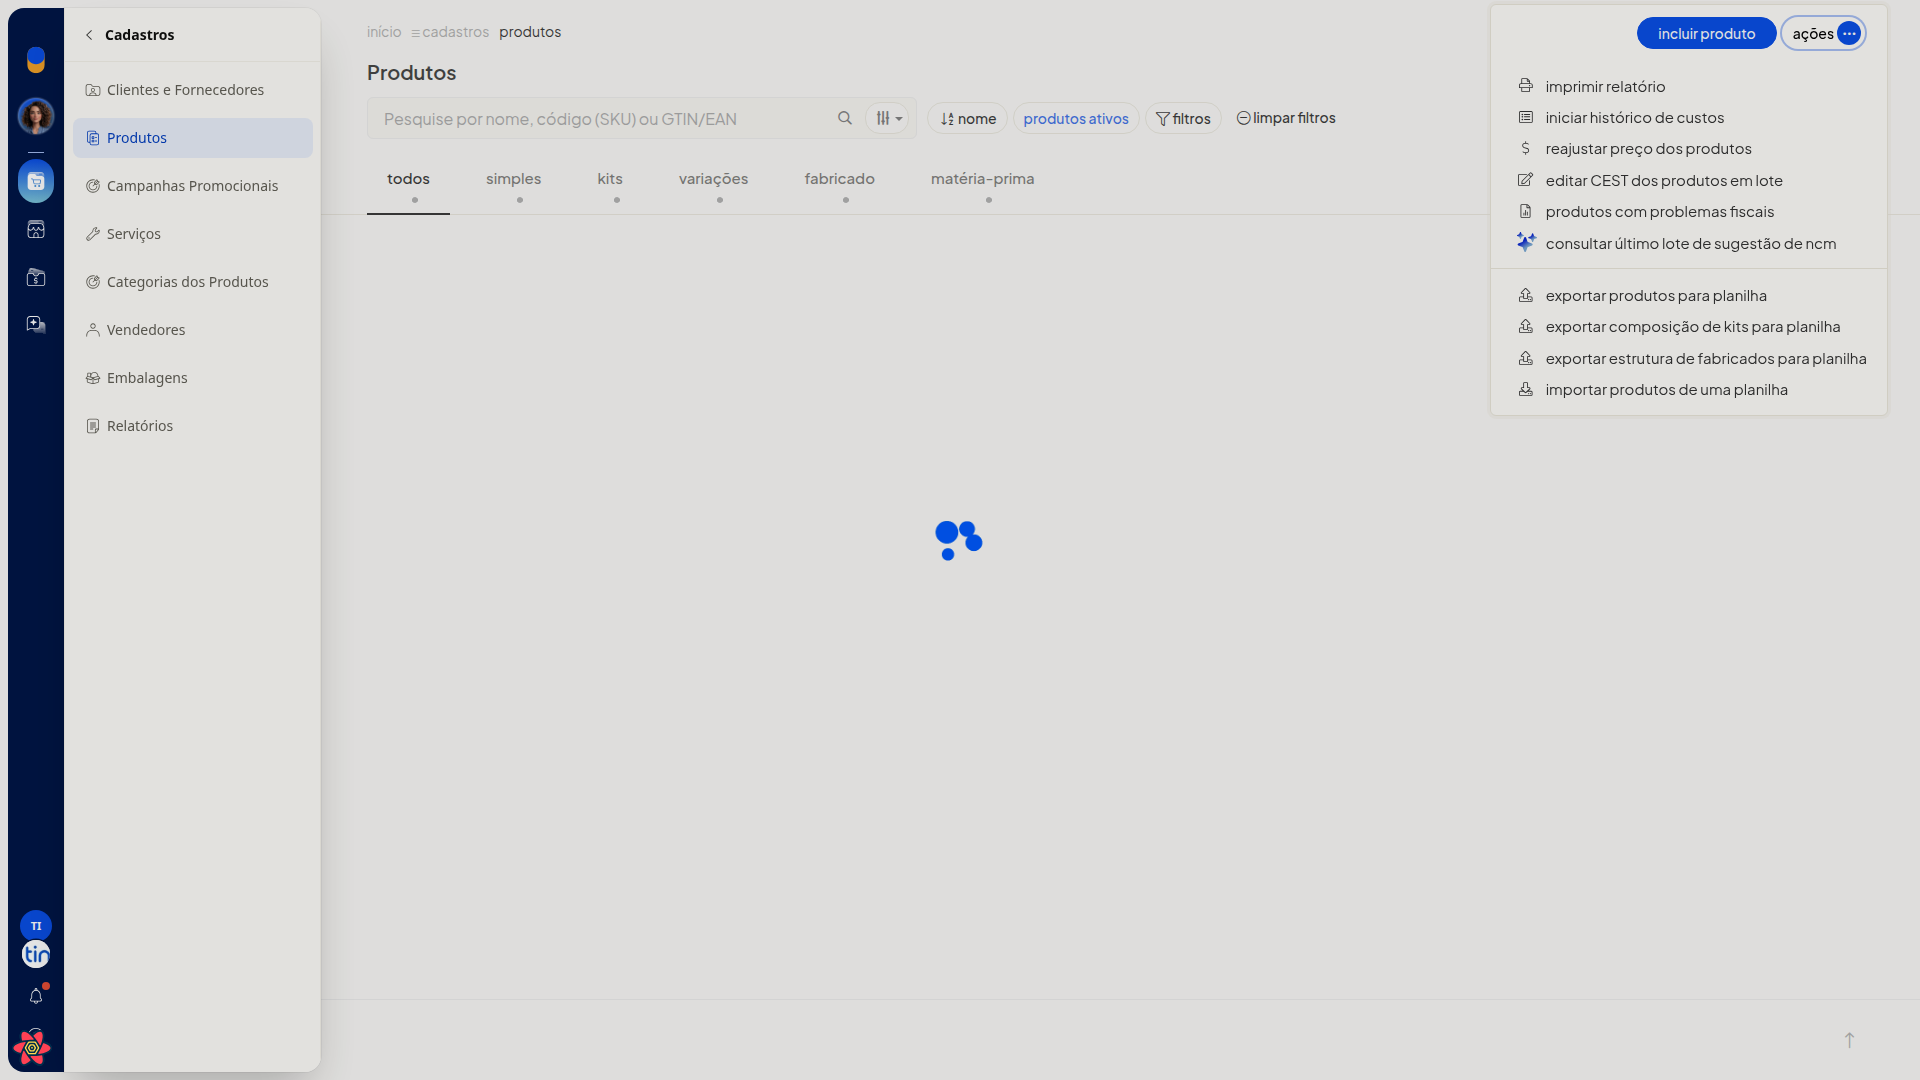 Cadastros
Clientes e Fornecedores
Produtos
Campanhas Promocionais
Serviços
Categorias dos Produtos
Vendedores
Embalagens
Relatórios
TI
tin
início cadastros produtos
Produtos
Pesquise por nome, código (SKU) ou GTIN/EAN
nome
produtos ativos
filtros
limpar filtros
todos
simples
kits
variações
fabricado
matéria-prima
incluir produto
ações
imprimir relatório
iniciar histórico de custos
reajustar preço dos produtos
editar CEST dos produtos em lote
produtos com problemas fiscais
consultar último lote de sugestão de ncm
exportar produtos para planilha
exportar composição de kits para planilha
exportar estrutura de fabricados para planilha
importar produtos de uma planilha